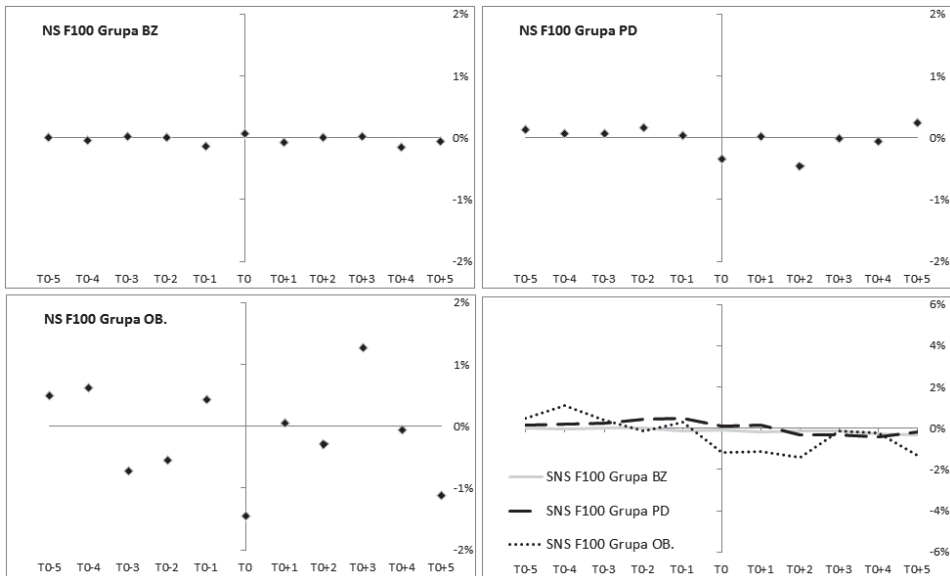 NS F100 Grupa BZ
2%
1%
0%
-1%
-2%
T0-5 T0-4 T0-3 T0-2 T0-1 T0 T0+1 T0+2 T0+3 T0+4 T0+5
NS F100 Grupa PD
2%
1%
0%
-1%
-2%
T0-5 T0-4 T0-3 T0-2 T0-1 T0 T0+1 T0+2 T0+3 T0+4 T0+5
NS F100 Grupa OB.
2%
1%
0%
-1%
-2%
T0-5 T0-4 T0-3 T0-2 T0-1 T0 T0+1 T0+2 T0+3 T0+4 T0+5
6%
4%
2%
0%
-2%
-4%
-6%
SNS F100 Grupa BZ
SNS F100 Grupa PD
SNS F100 Grupa OB.
T0-5 T0-4 T0-3 T0-2 T0-1 T0 T0+1 T0+2 T0+3 T0+4 T0+5